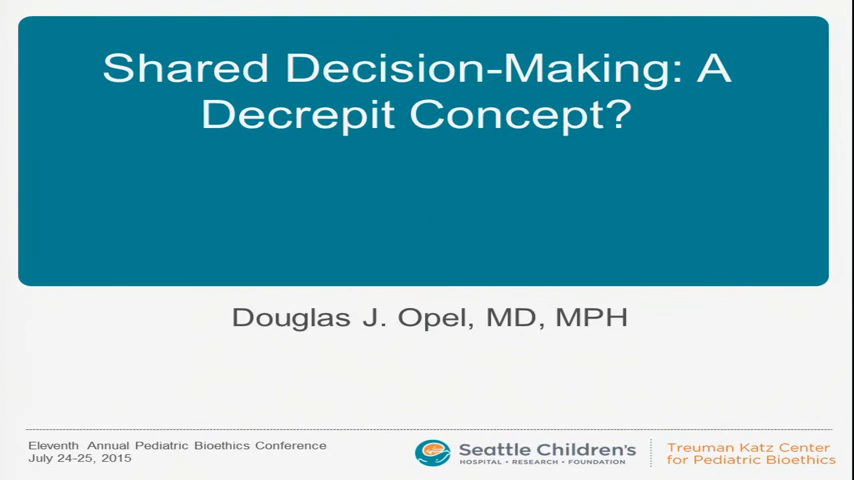 Shared Decision-Making: A
Decrepit Concept?
Douglas J. Opel, MD, MPH
Eleventh Annual Pediatric Bioethics Conference
July 24-25, 2015
Seattle Children's
HOSPITAL • RESEARCH • FOUNDATION
Treuman Katz Center
for Pediatric Bioethics